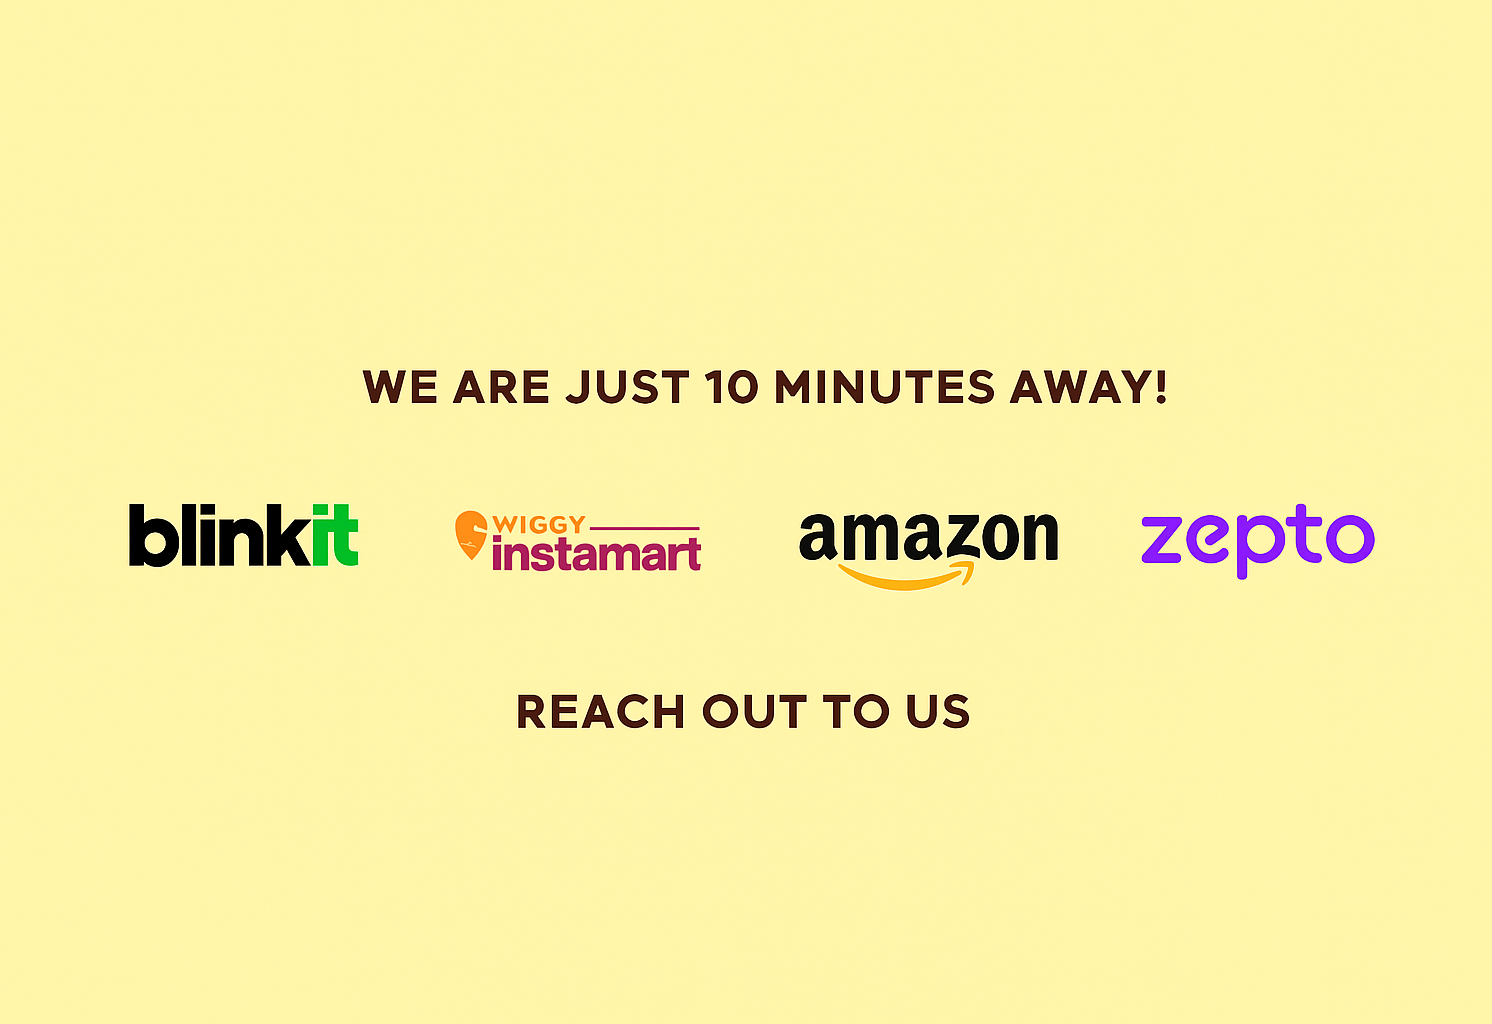 WE ARE JUST 10 MINUTES AWAY!
blinkit
WIGGY
instamart
amazon
zepto
REACH OUT TO US